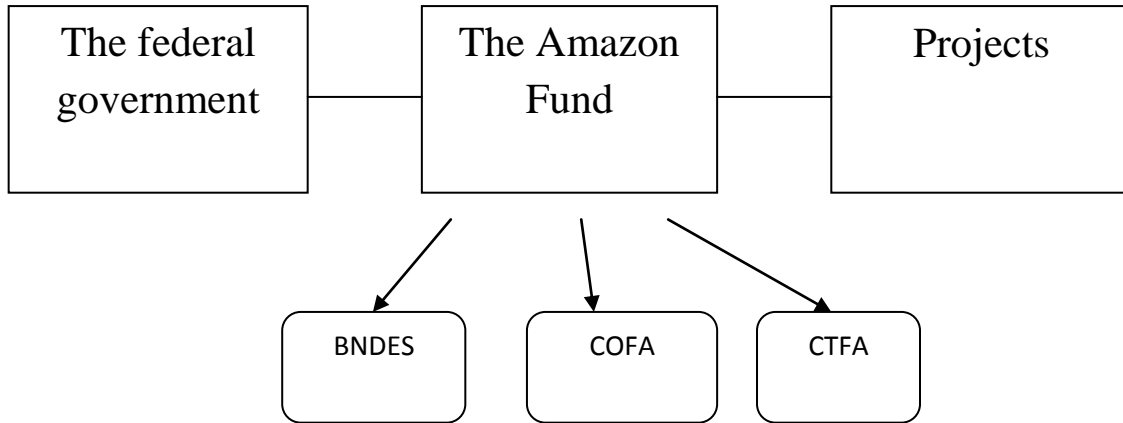 The federal
government
The Amazon
Fund
Projects
BNDES
COFA
CTFA